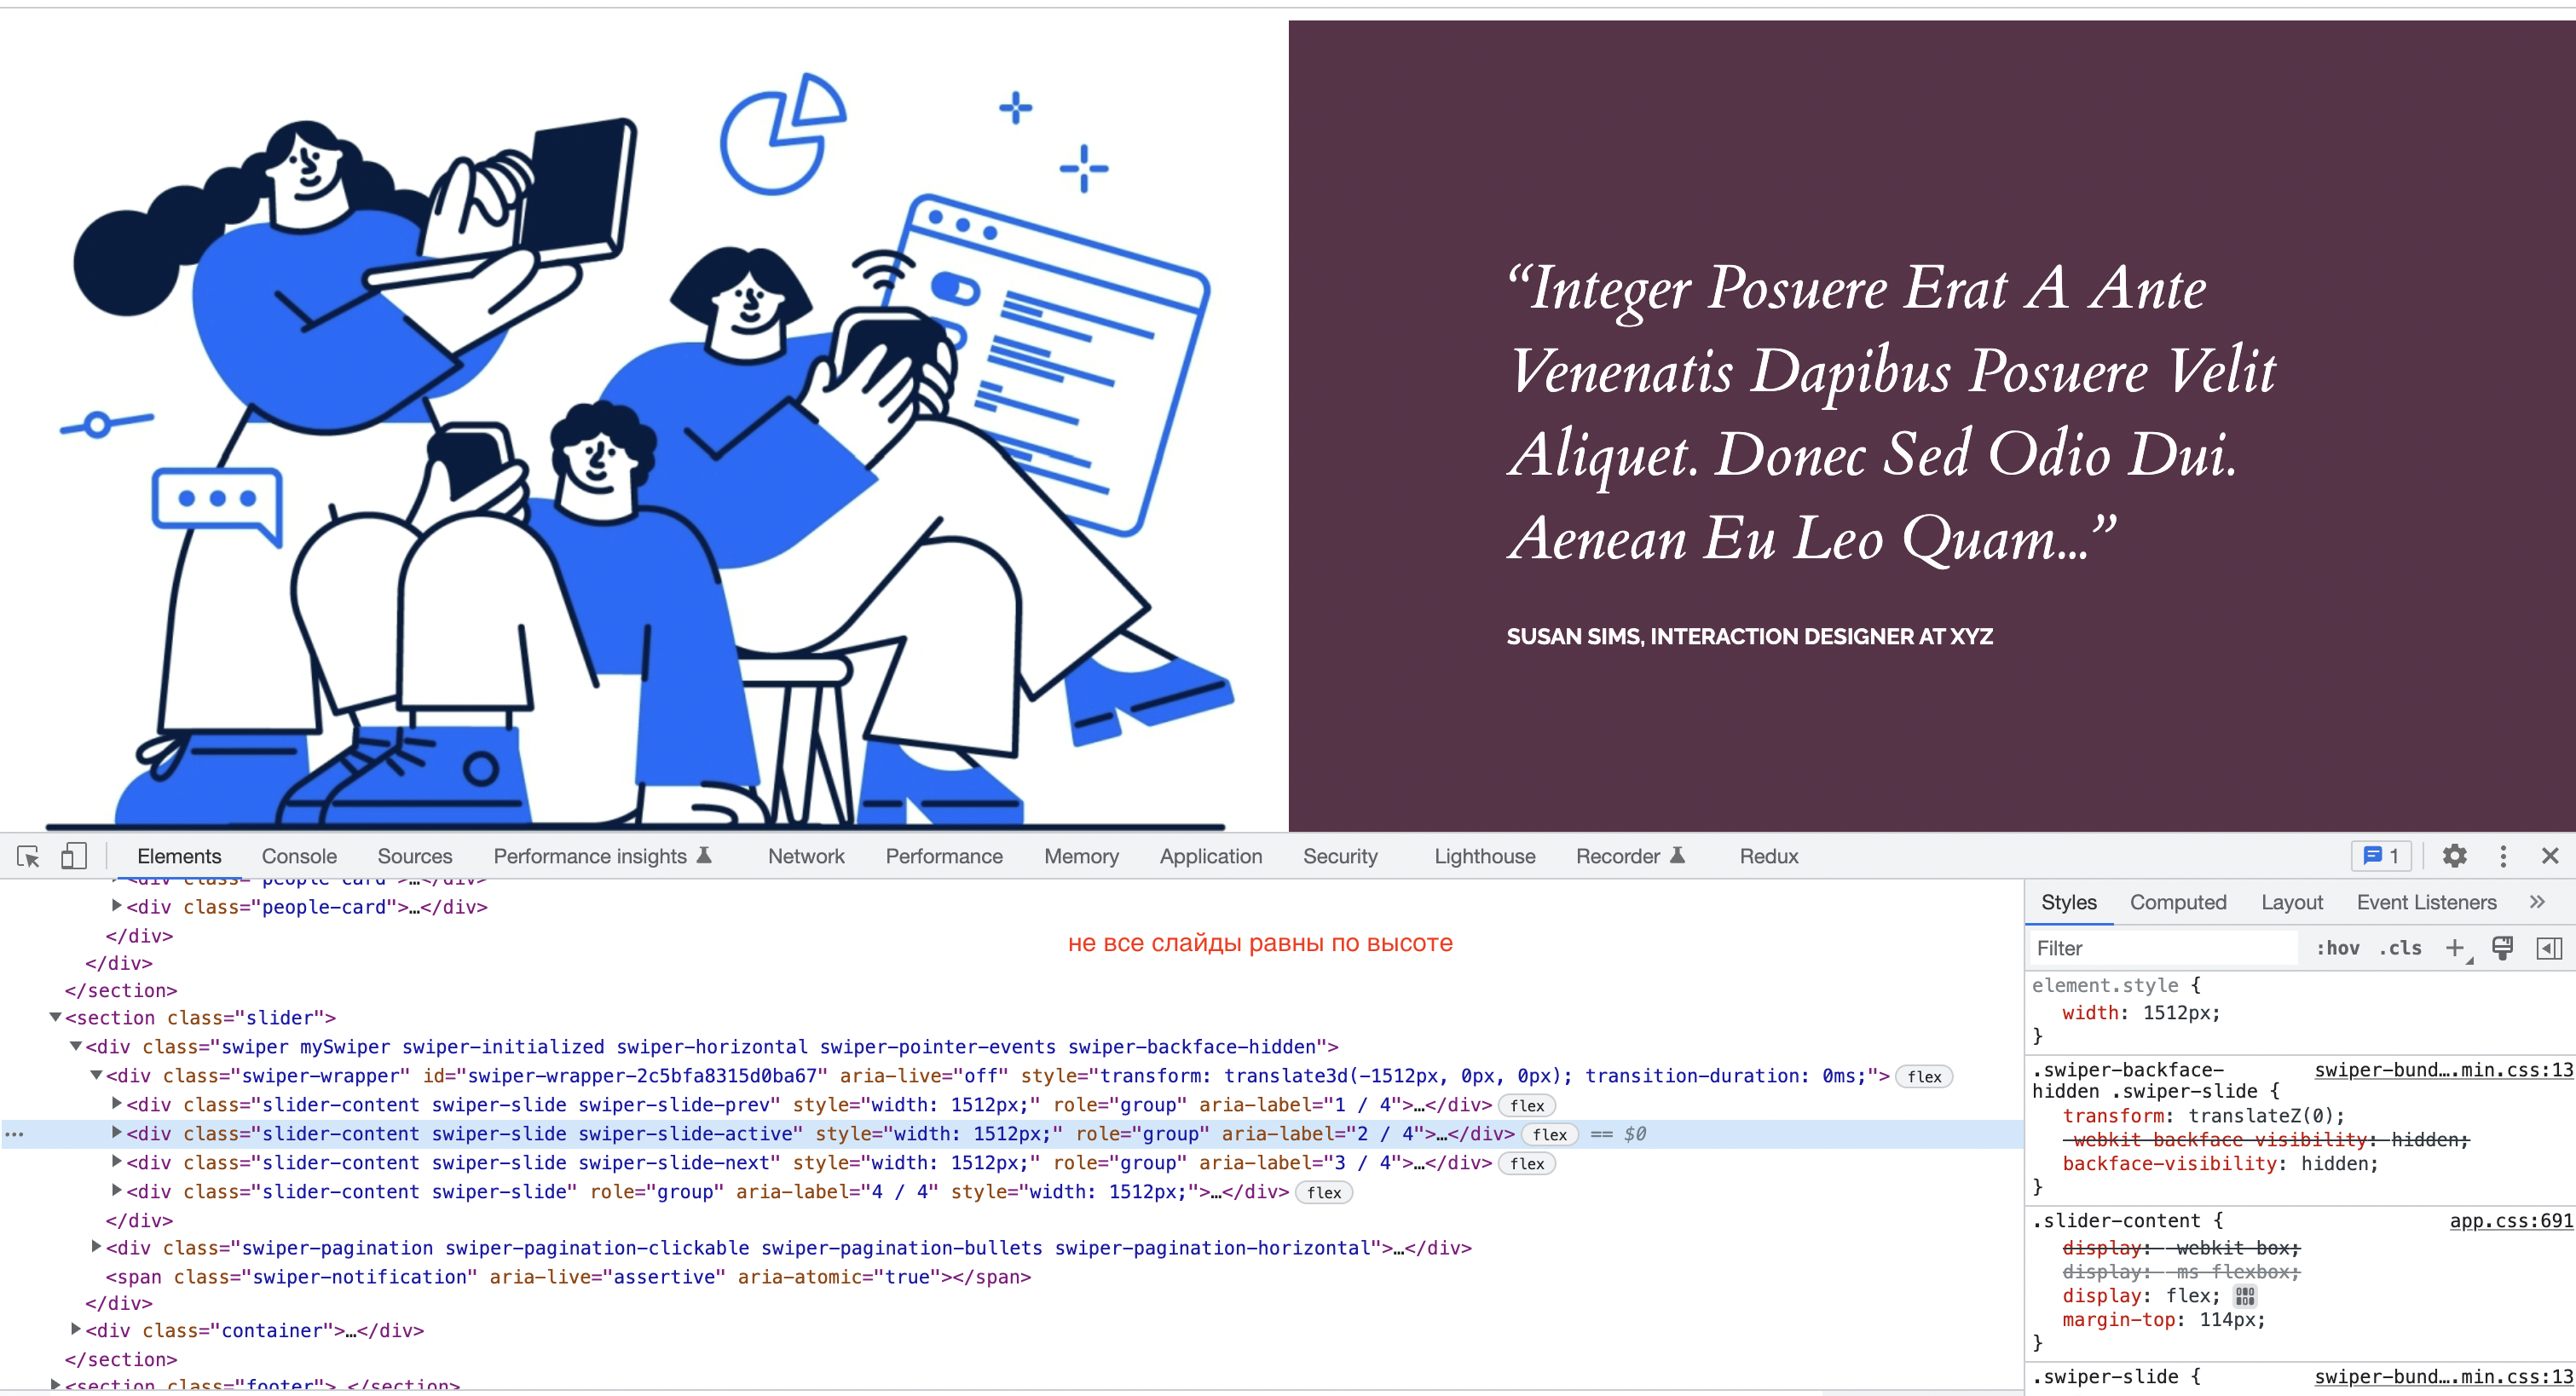 “Integer Posuere Erat A Ante
Venenatis Dapibus Posuere Velit
Aliquet. Donec Sed Odio Dui.
Aenean Eu Leo Quam...”
SUSAN SIMS, INTERACTION DESIGNER AT XYZ
Elements Console Sources Performance insights Network Performance Memory Application Security Lighthouse Recorder Redux 1
<div class="people-card">…</div>
<div class="people-card">…</div>
</div>
не все слайды равны по высоте
</div>
</section>
<section class="slider">
<div class="swiper mySwiper swiper-initialized swiper-horizontal swiper-pointer-events swiper-backface-hidden">
<div class="swiper-wrapper" id="swiper-wrapper-2c5bfa8315d0ba67" aria-live="off" style="transform: translate3d(-1512px, 0px, 0px); transition-duration: 0ms;"> flex
<div class="slider-content swiper-slide swiper-slide-prev" style="width: 1512px;" role="group" aria-label="1 / 4">…</div> flex
… <div class="slider-content swiper-slide swiper-slide-active" style="width: 1512px;" role="group" aria-label="2 / 4">…</div> flex == $0
<div class="slider-content swiper-slide swiper-slide-next" style="width: 1512px;" role="group" aria-label="3 / 4">…</div> flex
<div class="slider-content swiper-slide" role="group" aria-label="4 / 4" style="width: 1512px;">…</div> flex
</div>
<div class="swiper-pagination swiper-pagination-clickable swiper-pagination-bullets swiper-pagination-horizontal">…</div>
<span class="swiper-notification" aria-live="assertive" aria-atomic="true"></span>
</div>
<div class="container">…</div>
</section>
<section class="footer">…</section>
Styles Computed Layout Event Listeners »
Filter :hov .cls +
element.style {
width: 1512px;
}
.swiper-backface- swiper-bund….min.css:13
hidden .swiper-slide {
transform: translateZ(0);
-webkit-backface-visibility: hidden;
backface-visibility: hidden;
}
.slider-content { app.css:691
display: -webkit-box;
display: -ms-flexbox;
display: flex;
margin-top: 114px;
}
.swiper-slide { swiper-bund….min.css:13